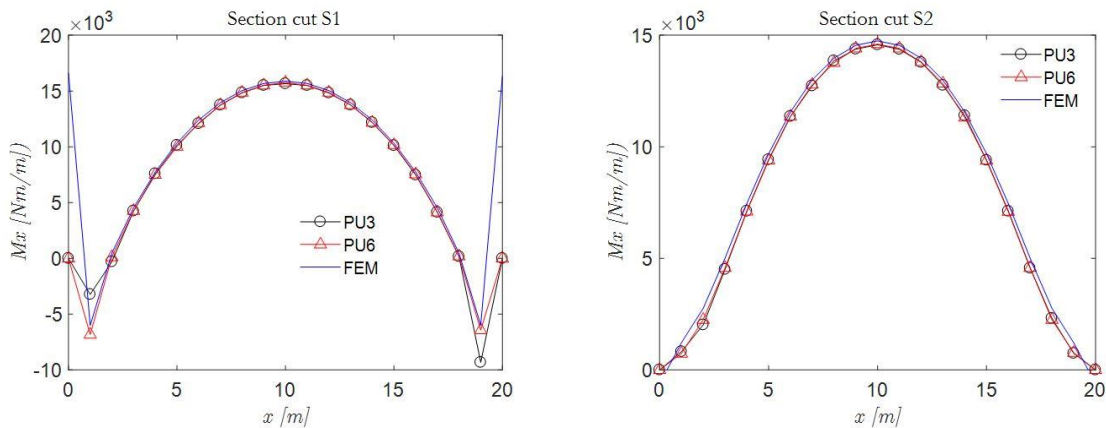 Section cut S1
×10³
20
15
10
5
0
-5
-10
Mx [Nm/m])
PU3
PU6
FEM
0 5 10 15 20
x [m]
Section cut S2
×10³
15
10
5
0
Mx [Nm/m])
PU3
PU6
FEM
0 5 10 15 20
x [m]